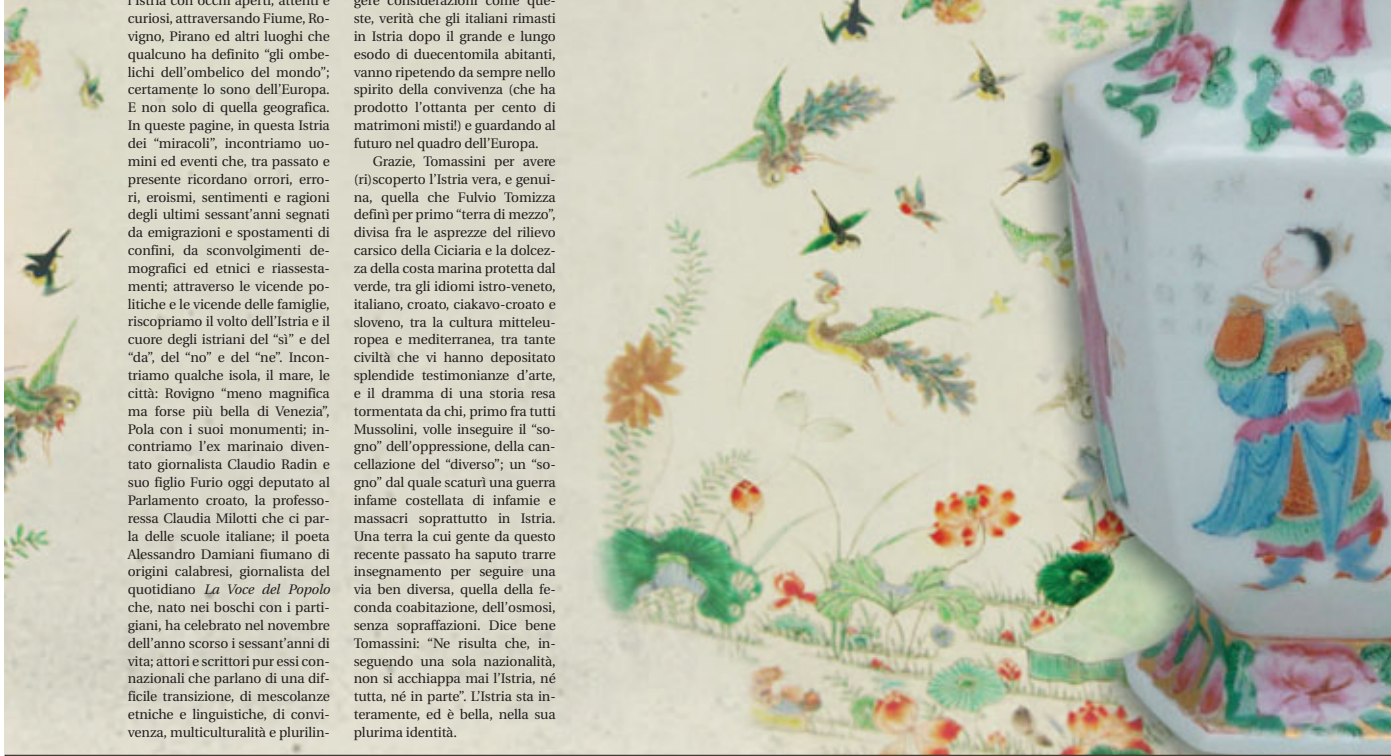 l'Istria con occhi aperti, attenti e
curiosi, attraversando Fiume, Ro-
vigno, Pirano ed altri luoghi che
qualcuno ha definito “gli ombe-
lichi dell’ombelico del mondo”;
certamente lo sono dell’Europa.
E non solo di quella geografica.
In queste pagine, in questa Istria
dei “miracoli”, incontriamo uo-
mini ed eventi che, tra passato e
presente ricordano orrori, erro-
ri, eroismi, sentimenti e ragioni
degli ultimi sessant’anni segnati
da emigrazioni e spostamenti di
confini, da sconvolgimenti de-
mografici ed etnici e riassesta-
menti; attraverso le vicende po-
litiche e le vicende delle famiglie,
riscopriamo il volto dell’Istria e il
cuore degli istriani del “sì” e del
“da”, del “no” e del “ne”. Incon-
triamo qualche isola, il mare, le
città: Rovigno “meno magnifica
ma forse più bella di Venezia”,
Pola con i suoi monumenti; in-
contriamo l’ex marinaio diven-
tato giornalista Claudio Radin e
suo figlio Furio oggi deputato al
Parlamento croato, la professo-
ressa Claudia Milotti che ci par-
la delle scuole italiane; il poeta
Alessandro Damiani fiumano di
origini calabresi, giornalista del
quotidiano La Voce del Popolo
che, nato nei boschi con i parti-
giani, ha celebrato nel novembre
dell’anno scorso i sessant’anni di
vita; attori e scrittori pur essi con-
nazionali che parlano di una dif-
ficile transizione, di mescolanze
etniche e linguistiche, di convi-
venza, multiculturalità e plurilin-
gere considerazioni come que-
ste, verità che gli italiani rimasti
in Istria dopo il grande e lungo
esodo di duecentomila abitanti,
vanno ripetendo da sempre nello
spirito della convivenza (che ha
prodotto l’ottanta per cento di
matrimoni misti!) e guardando al
futuro nel quadro dell’Europa.
Grazie, Tomassini per avere
(ri)scoperto l’Istria vera, e genui-
na, quella che Fulvio Tomizza
definì per primo “terra di mezzo”,
divisa fra le asprezze del rilievo
carsico della Ciciaria e la dolcez-
za della costa marina protetta dal
verde, tra gli idiomi istro-veneto,
italiano, croato, ciakavo-croato e
sloveno, tra la cultura mitteleu-
ropea e mediterranea, tra tante
civiltà che vi hanno depositato
splendide testimonianze d’arte,
e il dramma di una storia resa
tormentata da chi, primo fra tutti
Mussolini, volle inseguire il “so-
gno” dell’oppressione, della can-
cellazione del “diverso”; un “so-
gno” dal quale scaturì una guerra
infame costellata di infamie e
massacri soprattutto in Istria.
Una terra la cui gente da questo
recente passato ha saputo trarre
insegnamento per seguire una
via ben diversa, quella della fe-
conda coabitazione, dell’osmosi,
senza sopraffazioni. Dice bene
Tomassini: “Ne risulta che, in-
seguendo una sola nazionalità,
non si acchiappa mai l’Istria, né
tutta, né in parte”. L’Istria sta in-
teramente, ed è bella, nella sua
plurima identità.